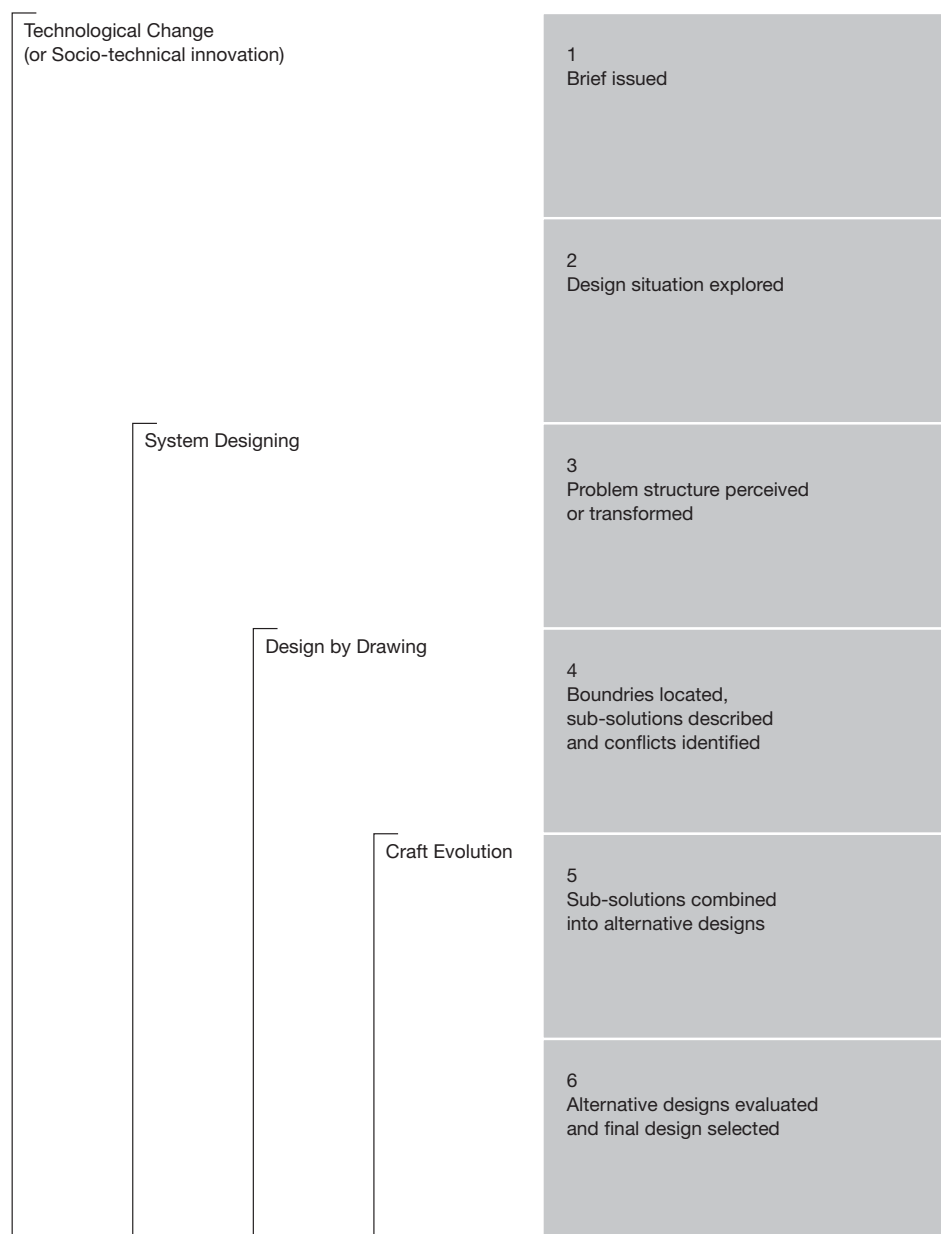 Technological Change
(or Socio-technical innovation)
1
Brief issued
2
Design situation explored
System Designing
3
Problem structure perceived
or transformed
Design by Drawing
4
Boundries located,
sub-solutions described
and conflicts identified
Craft Evolution
5
Sub-solutions combined
into alternative designs
6
Alternative designs evaluated
and final design selected